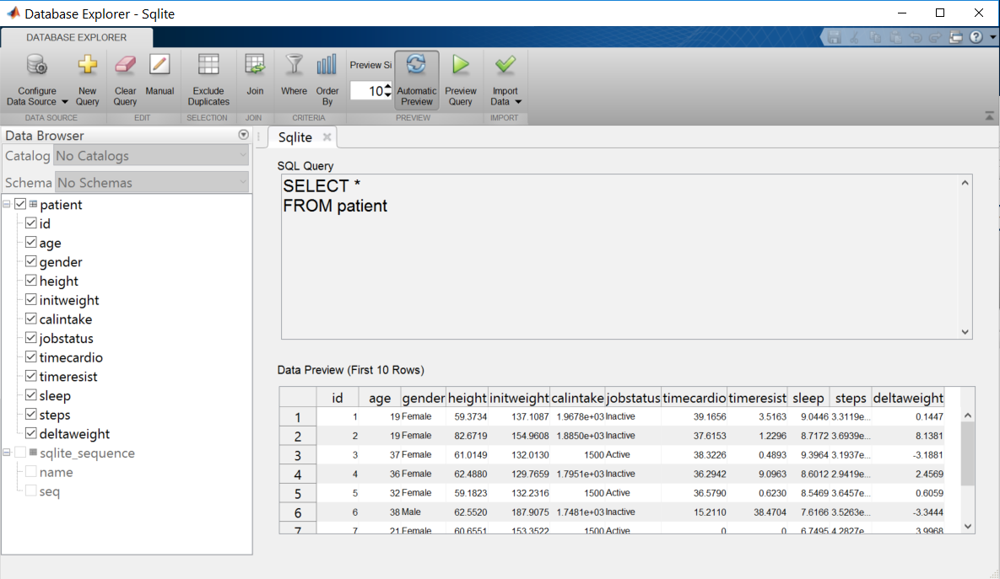 Database Explorer - Sqlite
DATABASE EXPLORER
Configure Data Source
New Query
Clear Query
Manual
Exclude Duplicates
Join
Where
Order By
Preview Si
10
Automatic Preview
Preview Query
Import Data
DATA SOURCE EDIT SELECTION JOIN CRITERIA PREVIEW IMPORT
Data Browser
Catalog No Catalogs
Schema No Schemas
patient
id
age
gender
height
initweight
calintake
jobstatus
timecardio
timeresist
sleep
steps
deltaweight
sqlite_sequence
name
seq
Sqlite
SQL Query
SELECT *
FROM patient
Data Preview (First 10 Rows)
id age gender height initweight calintake jobstatus timecardio timeresist sleep steps deltaweight
1 1 19 Female 59.3734 137.1087 1.9678e+03 Inactive 39.1656 3.5163 9.0446 3.3119e... 0.1447
2 2 19 Female 82.6719 154.9608 1.8850e+03 Inactive 37.6153 1.2296 8.7172 3.6939e... 8.1381
3 3 37 Female 61.0149 132.0130 1500 Active 38.3226 0.4893 9.3964 3.1937e... -3.1881
4 4 36 Female 62.4880 129.7659 1.7951e+03 Inactive 36.2942 9.0963 8.6012 2.9419e... 2.4569
5 5 32 Female 59.1823 132.2316 1500 Active 36.5790 0.6230 8.5469 3.6457e... 0.6059
6 6 38 Male 62.5520 187.9075 1.7481e+03 Inactive 15.2110 38.4704 7.6166 3.5263e... -3.3444
7 7 21 Female 60.6551 153.3522 1500 Active 0 0 6.7495 4.2827e... 3.9968